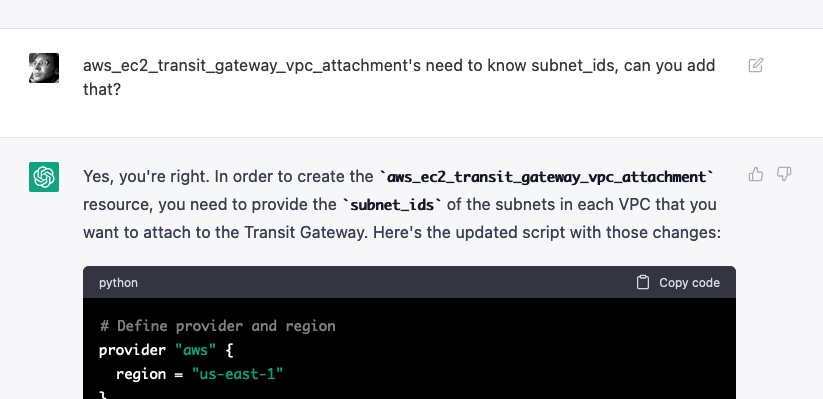 aws_ec2_transit_gateway_vpc_attachment's need to know subnet_ids, can you add
that?
Yes, you're right. In order to create the `aws_ec2_transit_gateway_vpc_attachment`
resource, you need to provide the `subnet_ids` of the subnets in each VPC that you
want to attach to the Transit Gateway. Here's the updated script with those changes:
python Copy code
# Define provider and region
provider "aws" {
region = "us-east-1"
}